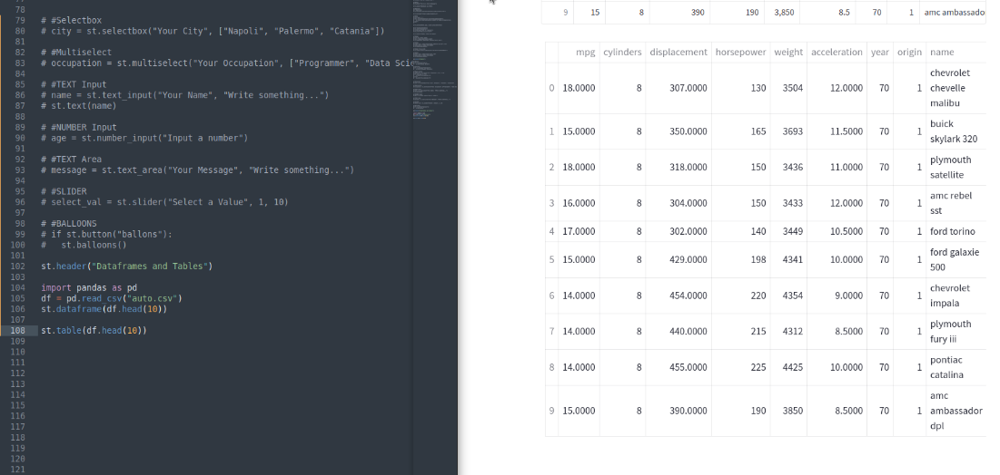 78
79 # #Selectbox
80 # city = st.selectbox("Your City", ["Napoli", "Palermo", "Catania"])
81
82 # #Multiselect
83 # occupation = st.multiselect("Your Occupation", ["Programmer", "Data Sci
84
85 # #TEXT Input
86 # name = st.text_input("Your Name", "Write something...")
87 # st.text(name)
88
89 # #NUMBER Input
90 # age = st.number_input("Input a number")
91
92 # #TEXT Area
93 # message = st.text_area("Your Message", "Write something...")
94
95 # #SLIDER
96 # select_val = st.slider("Select a Value", 1, 10)
97
98 # #BALLOONS
99 # if st.button("ballons"):
100 #   st.balloons()
101
102 st.header("Dataframes and Tables")
103
104 import pandas as pd
105 df = pd.read_csv("auto.csv")
106 st.dataframe(df.head(10))
107
108 st.table(df.head(10))
109
110
111
112
113
114
115
116
117
118
119
120
121
9 15 8 390 190 3,850 8.5 70 1 amc ambassador
mpg cylinders displacement horsepower weight acceleration year origin name
0 18.0000 8 307.0000 130 3504 12.0000 70 1 chevrolet
chevelle
malibu
1 15.0000 8 350.0000 165 3693 11.5000 70 1 buick
skylark 320
2 18.0000 8 318.0000 150 3436 11.0000 70 1 plymouth
satellite
3 16.0000 8 304.0000 150 3433 12.0000 70 1 amc rebel
sst
4 17.0000 8 302.0000 140 3449 10.5000 70 1 ford torino
5 15.0000 8 429.0000 198 4341 10.0000 70 1 ford galaxie
500
6 14.0000 8 454.0000 220 4354 9.0000 70 1 chevrolet
impala
7 14.0000 8 440.0000 215 4312 8.5000 70 1 plymouth
fury iii
8 14.0000 8 455.0000 225 4425 10.0000 70 1 pontiac
catalina
9 15.0000 8 390.0000 190 3850 8.5000 70 1 amc
ambassador
dpl